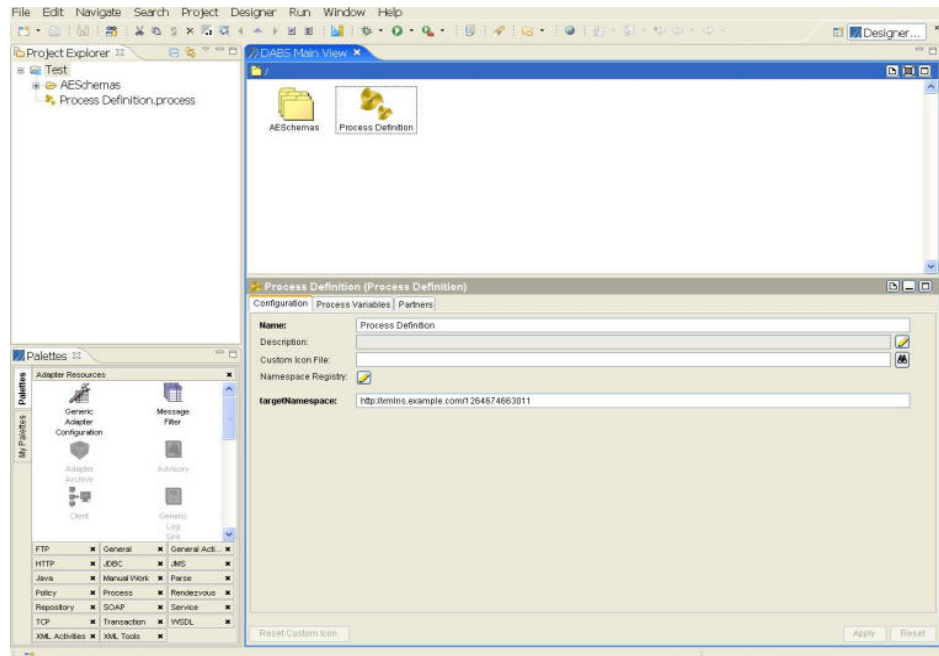 File Edit Navigate Search Project Designer Run Window Help
Designer...
Project Explorer
Test
AESchemas
Process Definition.process
DABS Main View
/
AESchemas
Process Definition
Process Definition (Process Definition)
Configuration Process Variables Partners
Name: Process Definition
Description:
Custom Icon File:
Namespace Registry:
targetNamespace: http://xmlns.example.com/1264674663011
Reset Custom Icon
Apply Reset
Palettes
Palettes
My Palettes
Adapter Resources
Generic Adapter Configuration
Message Filter
Adapter Archive
Advisory
Client
Generic Log Sink
FTP General General Acti...
HTTP JDBC JMS
Java Manual Work Parse
Policy Process Rendezvous
Repository SOAP Service
TCP Transaction WSDL
XML Activities XML Tools